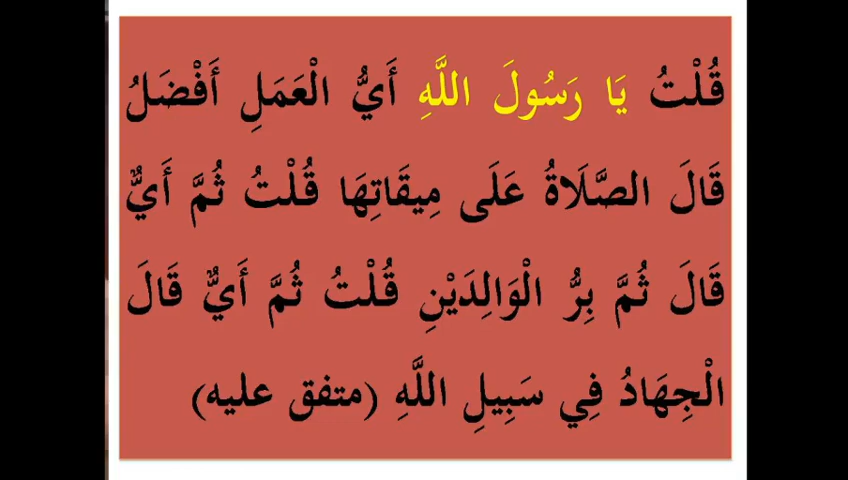 قُلْتُ يَا رَسُولَ اللَّهِ أَيُّ الْعَمَلِ أَفْضَلُ
قَالَ الصَّلَاةُ عَلَى مِيقَاتِهَا قُلْتُ ثُمَّ أَيٌّ
قَالَ ثُمَّ بِرُّ الْوَالِدَيْنِ قُلْتُ ثُمَّ أَيٌّ قَالَ
الْجِهَادُ فِي سَبِيلِ اللَّهِ (متفق عليه)